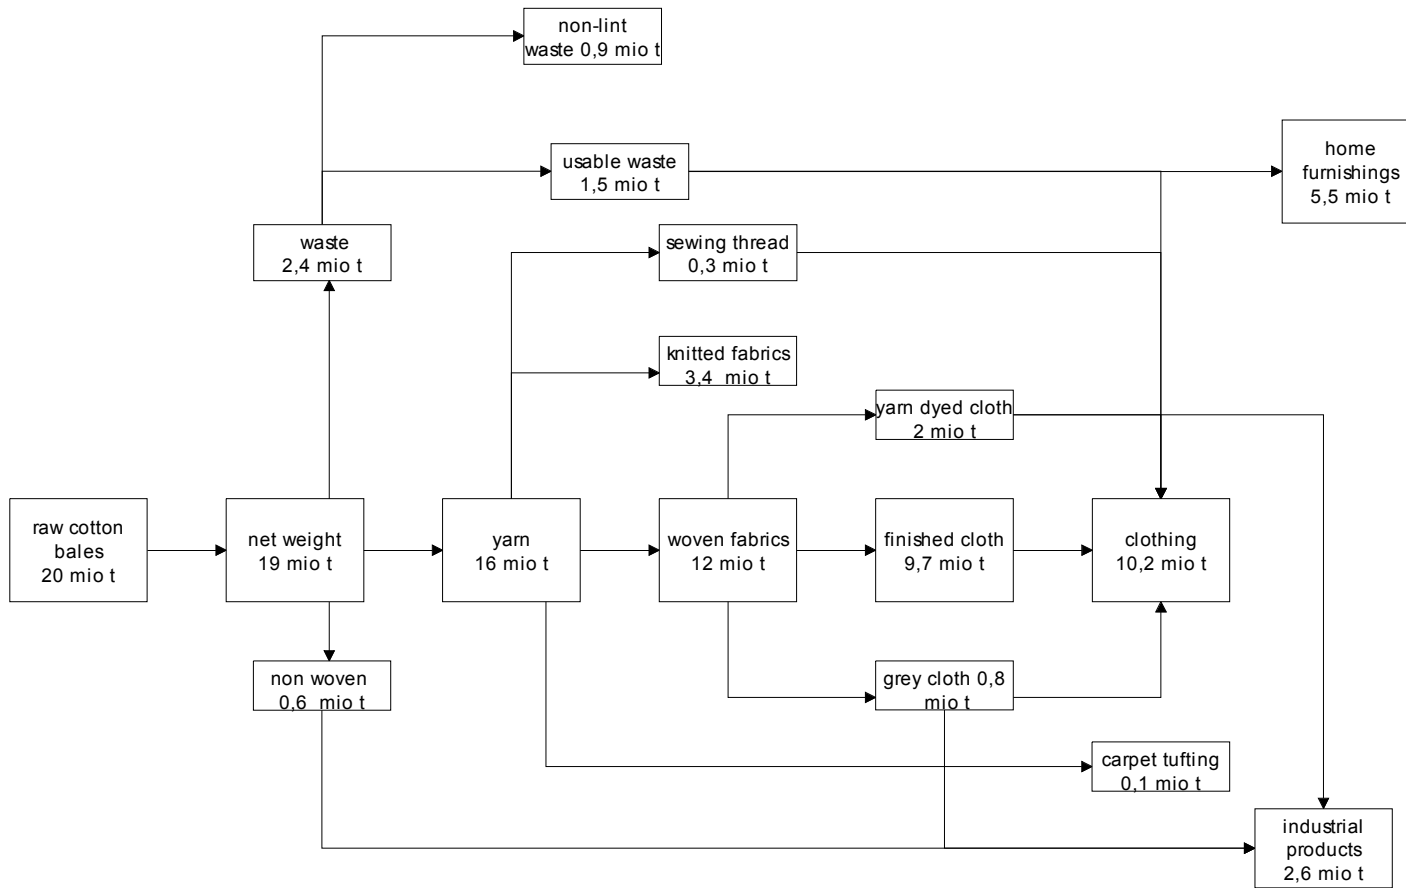 non-lint
waste 0,9 mio t
usable waste
1,5 mio t
home
furnishings
5,5 mio t
waste
2,4 mio t
sewing thread
0,3 mio t
knitted fabrics
3,4 mio t
yarn dyed cloth
2 mio t
raw cotton
bales
20 mio t
net weight
19 mio t
yarn
16 mio t
woven fabrics
12 mio t
finished cloth
9,7 mio t
clothing
10,2 mio t
non woven
0,6 mio t
grey cloth 0,8
mio t
carpet tufting
0,1 mio t
industrial
products
2,6 mio t